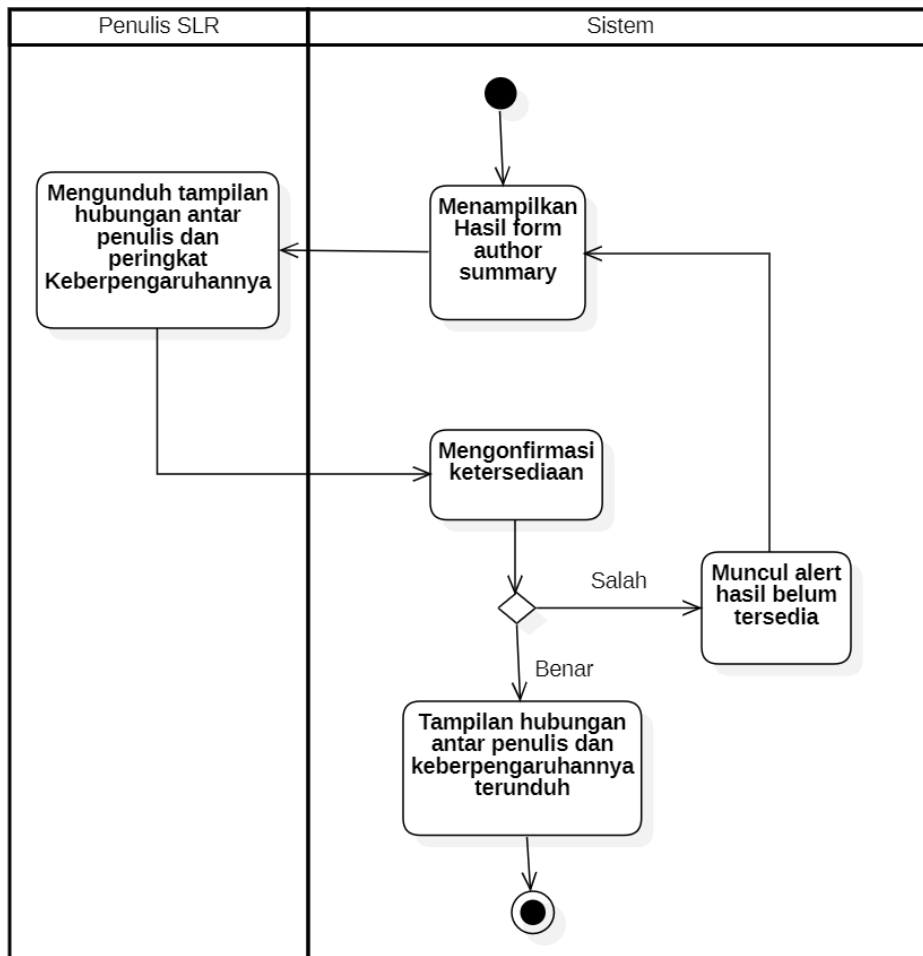 Penulis SLR
Sistem
Mengunduh tampilan
hubungan antar
penulis dan
peringkat
Keberpengaruhannya
Menampilkan
Hasil form
author
summary
Mengonfirmasi
ketersediaan
Salah
Muncul alert
hasil belum
tersedia
Benar
Tampilan hubungan
antar penulis dan
keberpengaruhannya
terunduh